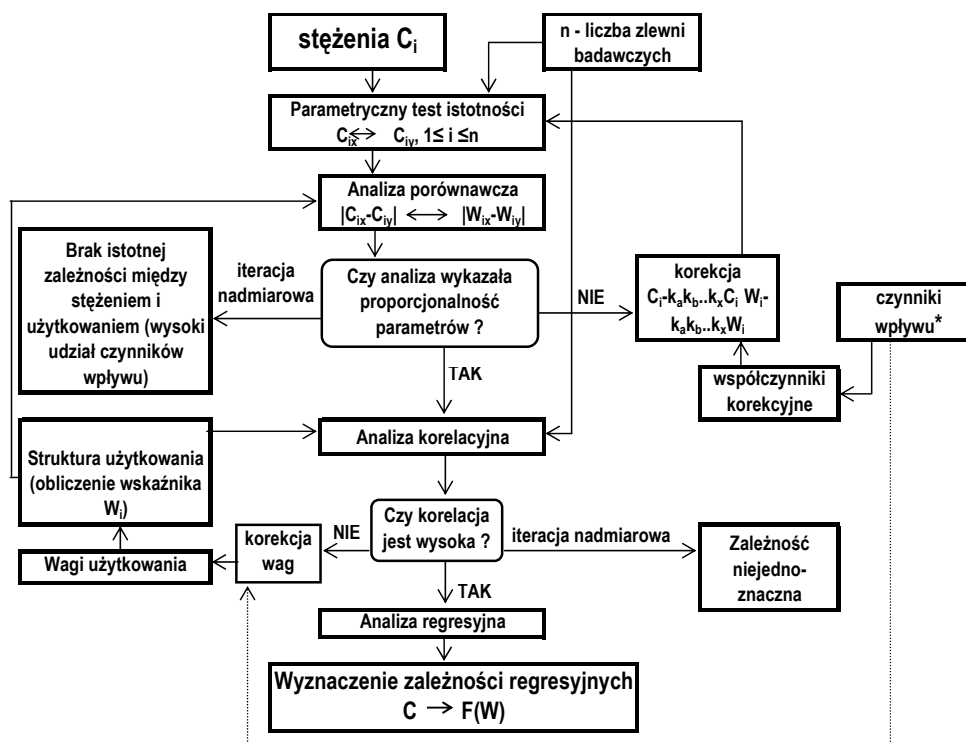 stężenia Ci
n - liczba zlewni
badawczych
Parametryczny test istotności
Cix ↔ Ciy, 1≤ i ≤n
Analiza porównawcza
|Cix-Ciy| ↔ |Wix-Wiy|
Brak istotnej
zależności między
stężeniem i
użytkowaniem (wysoki
udział czynników
wpływu)
iteracja
nadmiarowa
Czy analiza wykazała
proporcjonalność
parametrów ?
NIE
korekcja
Ci-kakb..kxCi Wi-
kakb..kxWi
czynniki
wpływu*
współczynniki
korekcyjne
TAK
Analiza korelacyjna
Struktura użytkowania
(obliczenie wskaźnika
Wi)
Czy korelacja
jest wysoka ?
NIE
korekcja
wag
Wagi użytkowania
iteracja nadmiarowa
Zależność
niejedno-
znaczna
TAK
Analiza regresyjna
Wyznaczenie zależności regresyjnych
C → F(W)